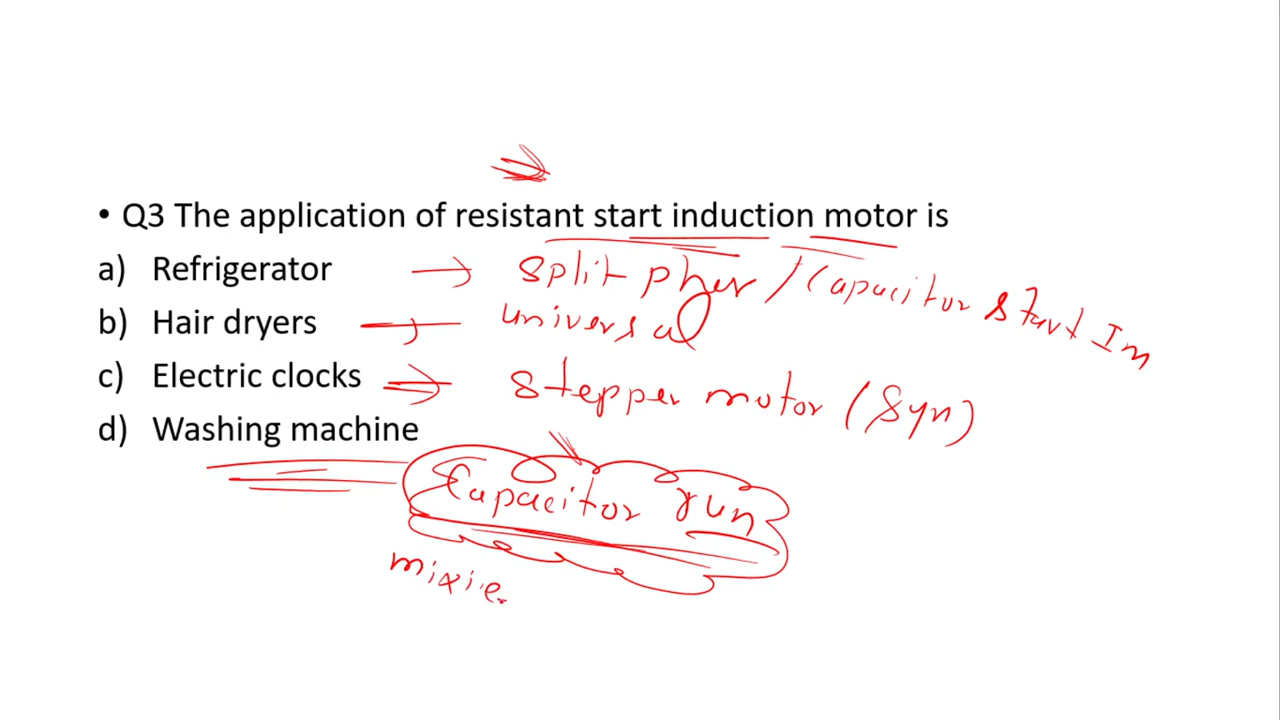 • Q3 The application of resistant start induction motor is
a) Refrigerator → split pher / Capacitor start Im
b) Hair dryers → universal
c) Electric clocks → stepper motor (syn)
d) Washing machine
Capacitor run
mixie